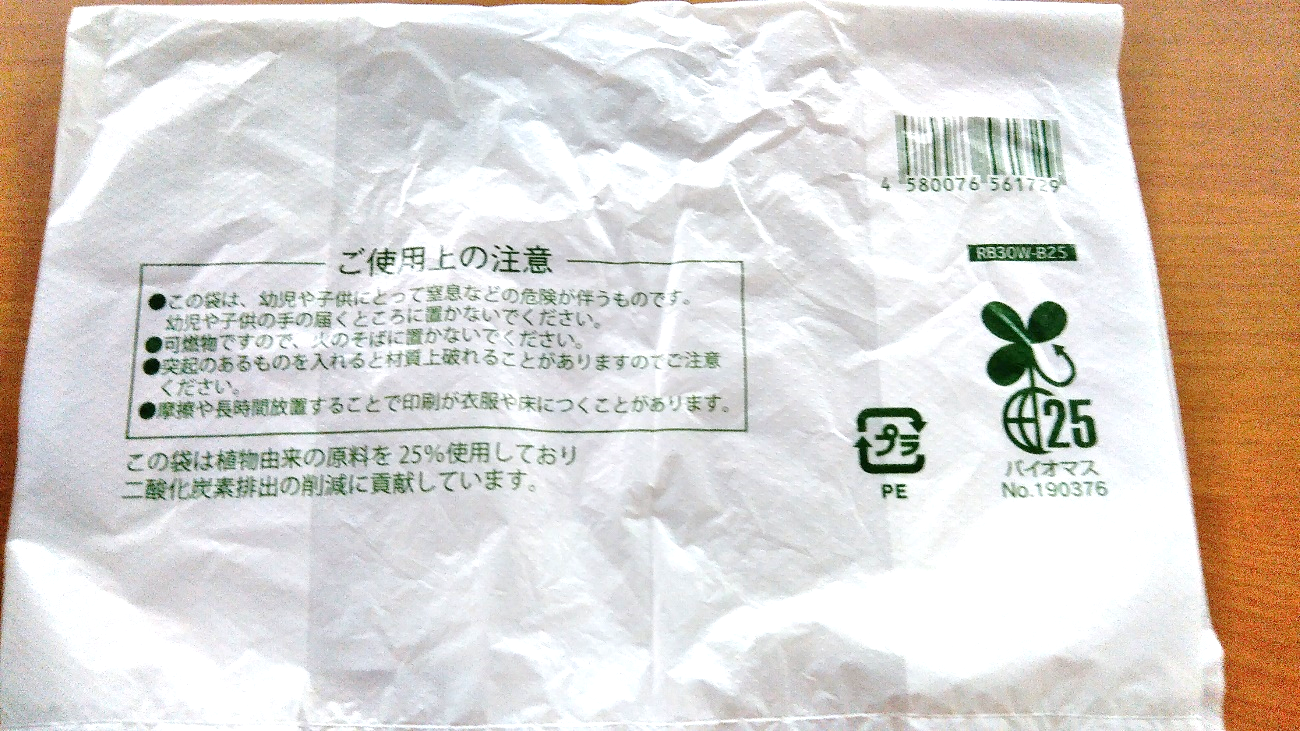 4 580076 561729
RB30W-B25
ご使用上の注意
●この袋は、幼児や子供にとって窒息などの危険が伴うものです。
幼児や子供の手の届くところに置かないでください。
●可燃物ですので、火のそばに置かないでください。
●突起のあるものを入れると材質上破れることがありますのでご注意
ください。
●摩擦や長時間放置することで印刷が衣服や床につくことがあります。
この袋は植物由来の原料を 25%使用しており
二酸化炭素排出の削減に貢献しています。
プラ
PE
25
バイオマス
No.190376